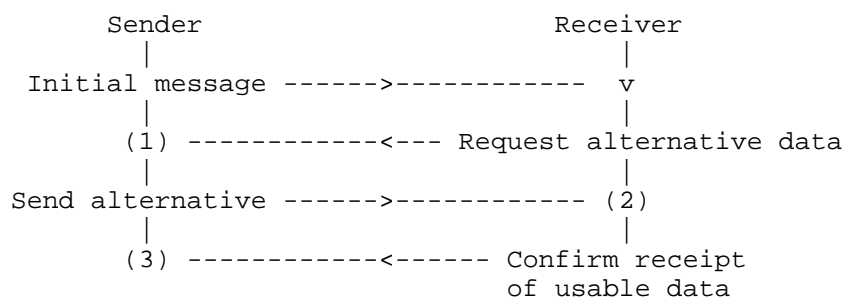 Sender Receiver
| |
Initial message ------>------------ v
| |
(1) ------------<--- Request alternative data
| |
Send alternative ------>------------ (2)
| |
(3) ------------<------ Confirm receipt
of usable data